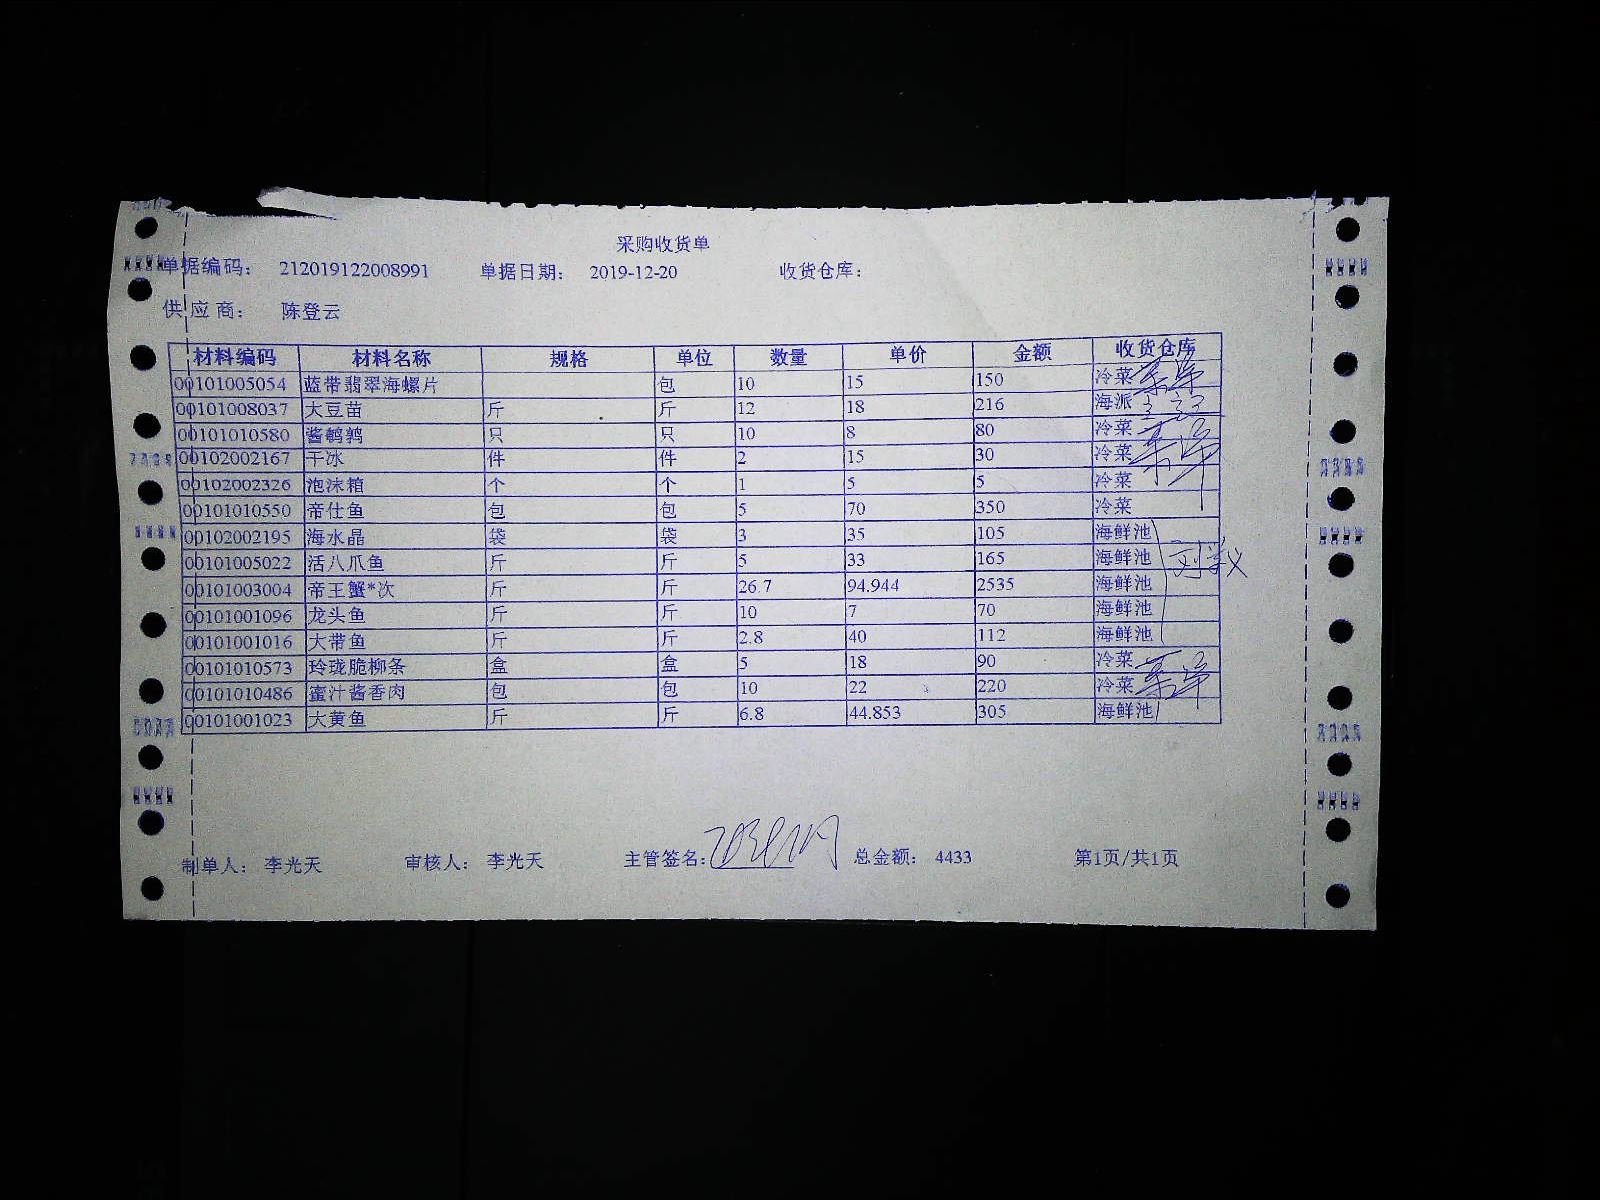 采购收货单
单据编码： 212019122008991 单据日期： 2019-12-20 收货仓库：
供应商： 陈登云
材料编码 材料名称 规格 单位 数量 单价 金额 收货仓库
00101005054 蓝带翡翠海螺片 包 10 15 150 冷菜
00101008037 大豆苗 斤 斤 12 18 216 海派
00101010580 酱鹌鹑 只 只 10 8 80 冷菜
00102002167 干冰 件 件 2 15 30 冷菜
00102002326 泡沫箱 个 个 1 5 5 冷菜
00101010550 帝仕鱼 包 包 5 70 350 冷菜
00102002195 海水晶 袋 袋 3 35 105 海鲜池
00101005022 活八爪鱼 斤 斤 5 33 165 海鲜池
00101003004 帝王蟹*次 斤 斤 26.7 94.944 2535 海鲜池
00101001096 龙头鱼 斤 斤 10 7 70 海鲜池
00101001016 大带鱼 斤 斤 2.8 40 112 海鲜池
00101010573 玲珑脆柳条 盒 盒 5 18 90 冷菜
00101010486 蜜汁酱香肉 包 包 10 22 220 冷菜
00101001023 大黄鱼 斤 斤 6.8 44.853 305 海鲜池
制单人： 李光天 审核人： 李光天 主管签名： 总金额： 4433 第1页/共1页